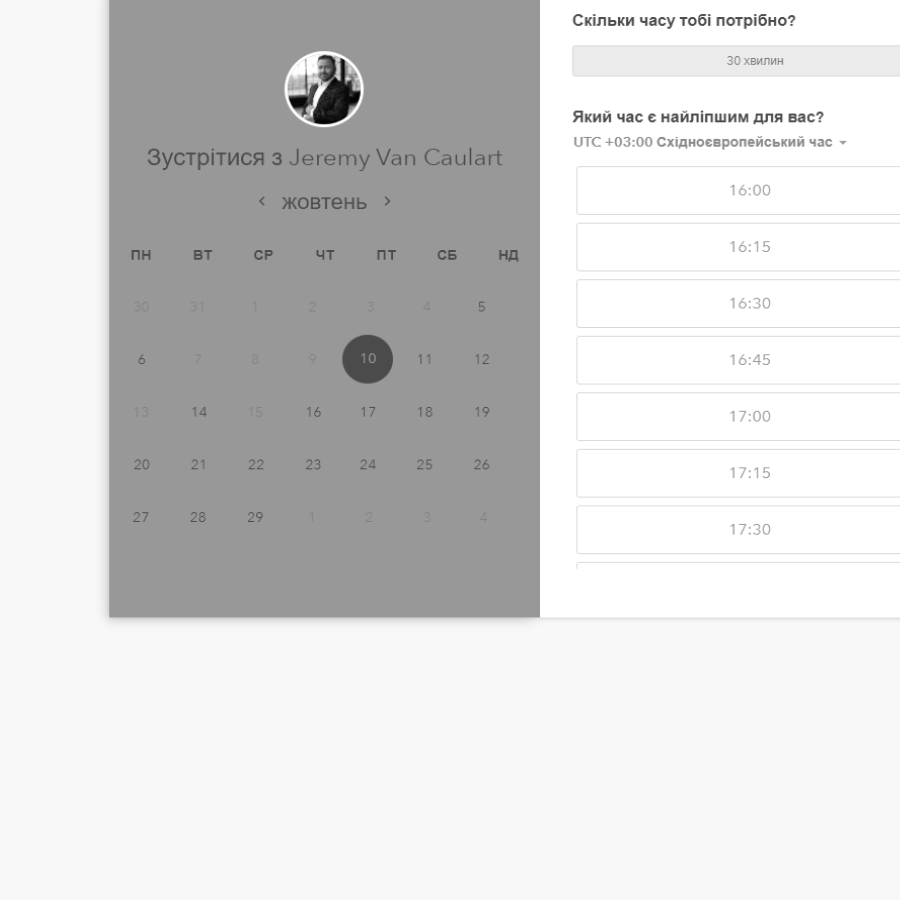 Зустрітися з Jeremy Van Caulart
жовтень
ПН ВТ СР ЧТ ПТ СБ НД
30 31 1 2 3 4 5
6 7 8 9 10 11 12
13 14 15 16 17 18 19
20 21 22 23 24 25 26
27 28 29 1 2 3 4
Скільки часу тобі потрібно?
30 хвилин
Який час є найліпшим для вас?
UTC +03:00 Східноєвропейський час
16:00
16:15
16:30
16:45
17:00
17:15
17:30